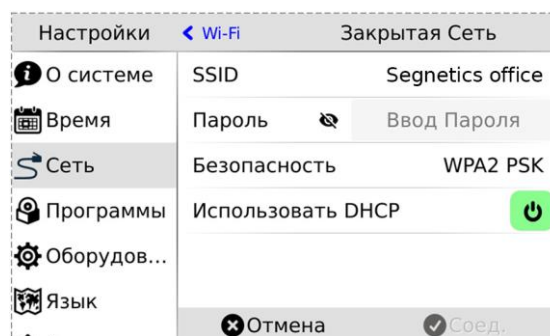 Настройки
Wi-Fi
Закрытая Сеть
О системе
Время
Сеть
Программы
Оборудов...
Язык
SSID
Segnetics office
Пароль
Ввод Пароля
Безопасность
WPA2 PSK
Использовать DHCP
Отмена
Соед.